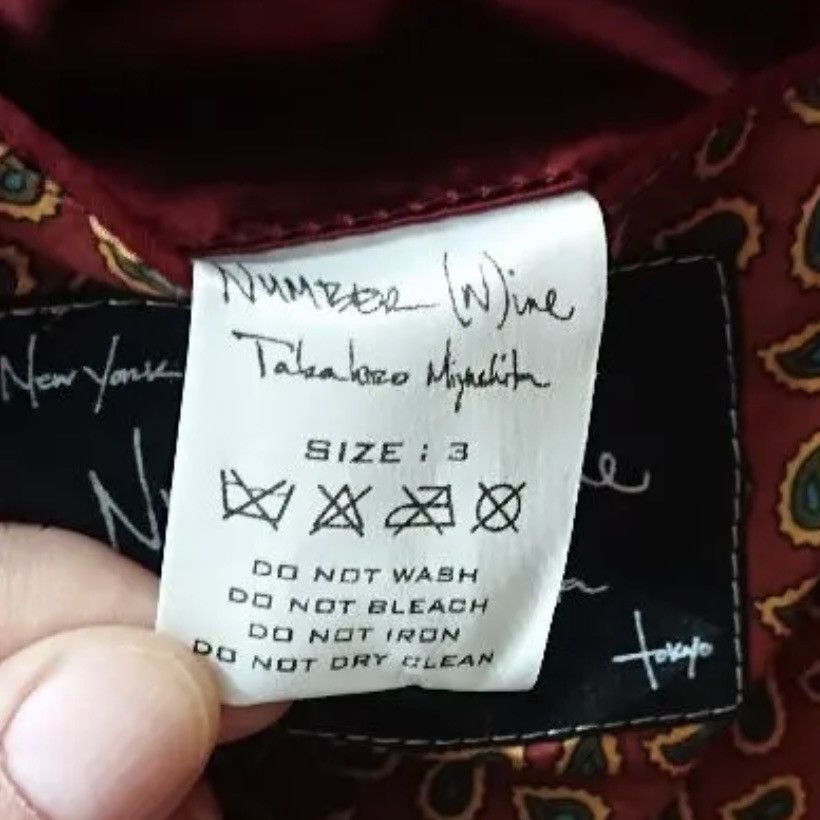 NUMBER (N)ine
Takahiro Miyashita
SIZE : 3
DO NOT WASH
DO NOT BLEACH
DO NOT IRON
DO NOT DRY CLEAN
New York
tokyo